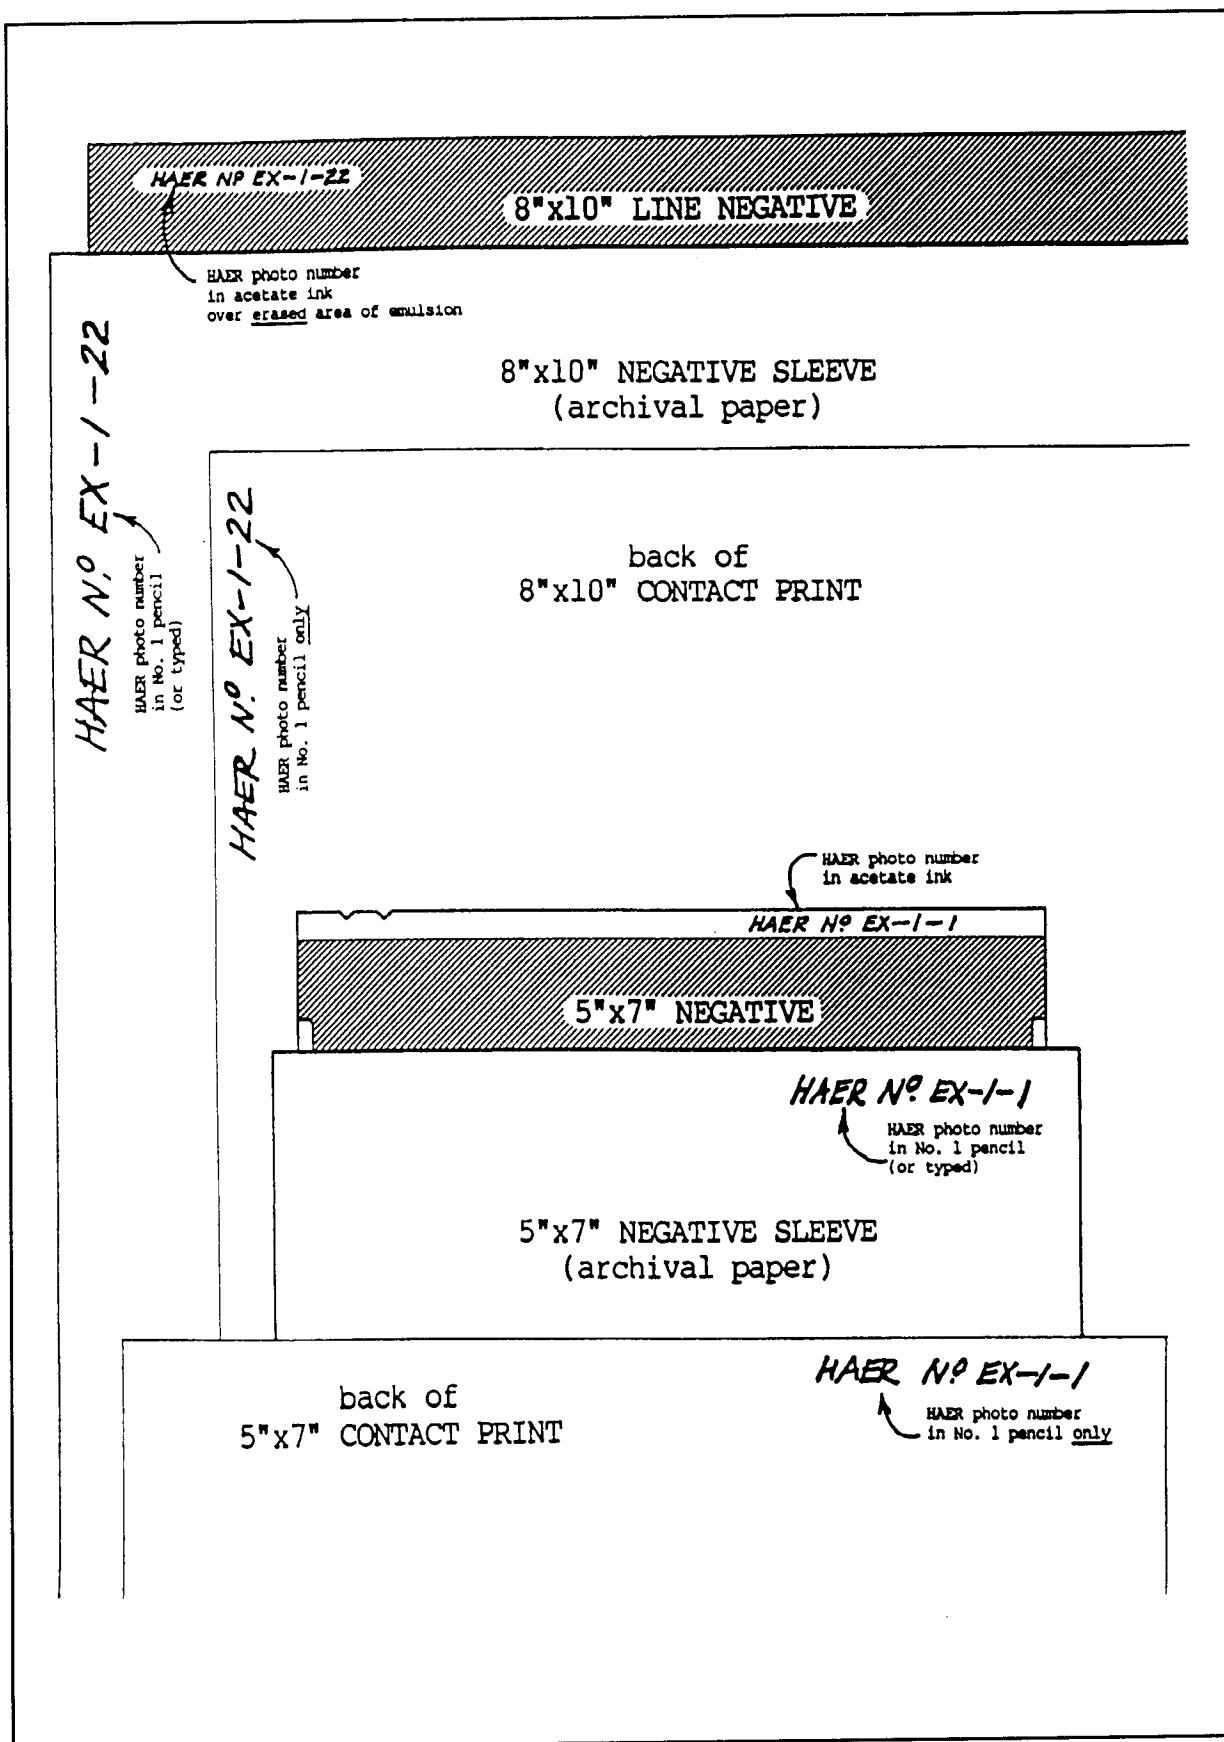 HAER Nº EX-1-22
8"x10" LINE NEGATIVE
HAER photo number
in acetate ink
over erased area of emulsion
8"x10" NEGATIVE SLEEVE
(archival paper)
HAER Nº EX-1-22
HAER photo number
in No. 1 pencil
(or typed)
HAER Nº EX-1-22
HAER photo number
in No. 1 pencil only
back of
8"x10" CONTACT PRINT
HAER photo number
in acetate ink
HAER Nº EX-1-1
5"x7" NEGATIVE
HAER Nº EX-1-1
HAER photo number
in No. 1 pencil
(or typed)
5"x7" NEGATIVE SLEEVE
(archival paper)
HAER Nº EX-1-1
HAER photo number
in No. 1 pencil only
back of
5"x7" CONTACT PRINT